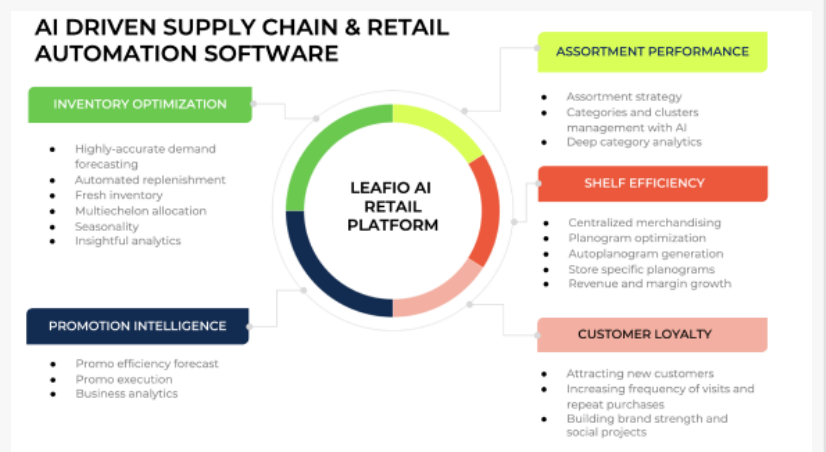 AI DRIVEN SUPPLY CHAIN & RETAIL
AUTOMATION SOFTWARE
INVENTORY OPTIMIZATION
Highly-accurate demand
forecasting
Automated replenishment
Fresh inventory
Multiechelon allocation
Seasonality
Insightful analytics
PROMOTION INTELLIGENCE
Promo efficiency forecast
Promo execution
Business analytics
LEAFIO AI
RETAIL
PLATFORM
ASSORTMENT PERFORMANCE
Assortment strategy
Categories and clusters
management with AI
Deep category analytics
SHELF EFFICIENCY
Centralized merchandising
Planogram optimization
Autoplanogram generation
Store specific planograms
Revenue and margin growth
CUSTOMER LOYALTY
Attracting new customers
Increasing frequency of visits and
repeat purchases
Building brand strength and
social projects